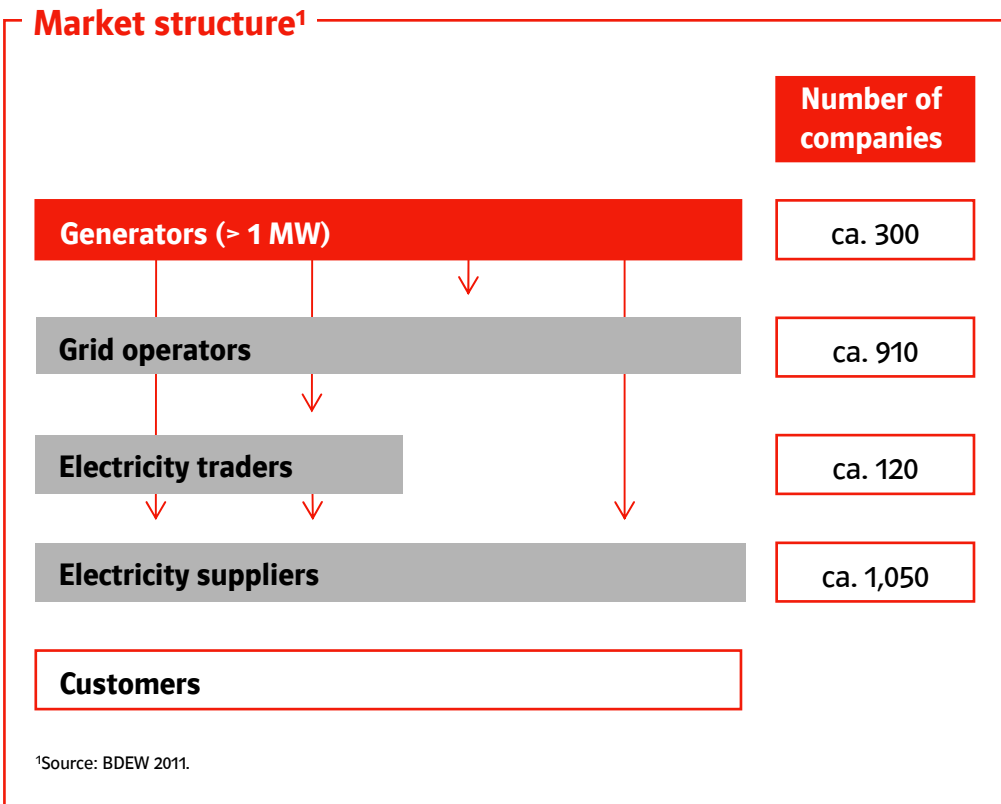 Market structure¹
Number of
companies
Generators (> 1 MW)
ca. 300
Grid operators
ca. 910
Electricity traders
ca. 120
Electricity suppliers
ca. 1,050
Customers
¹Source: BDEW 2011.